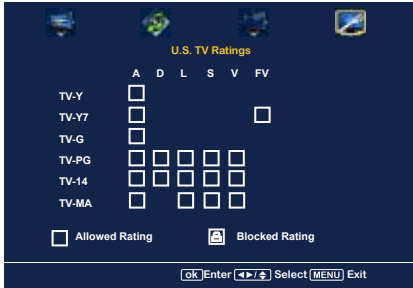 U.S. TV Ratings
A D L S V FV
TV-Y
TV-Y7
TV-G
TV-PG
TV-14
TV-MA
Allowed Rating Blocked Rating
ok Enter ◄►/◆ Select MENU Exit